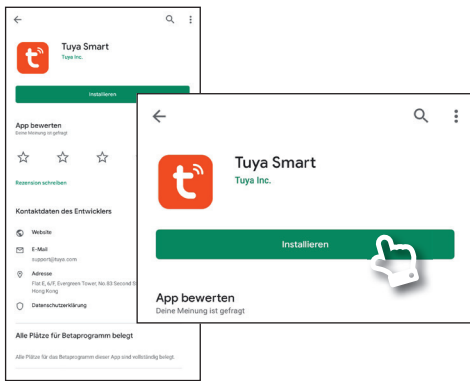 Tuya Smart
Tuya Inc.
Installieren
App bewerten
Deine Meinung ist gefragt
Rezension schreiben
Kontaktdaten des Entwicklers
Website
E-Mail
support@tuya.com
Adresse
Flat E, 6/F, Evergreen Tower, No.83 Second S
Hong Kong
Datenschutzerklärung
Alle Plätze für Betaprogramm belegt
Alle Plätze für das Betaprogramm dieser App sind vollständig belegt.
Tuya Smart
Tuya Inc.
Installieren
App bewerten
Deine Meinung ist gefragt